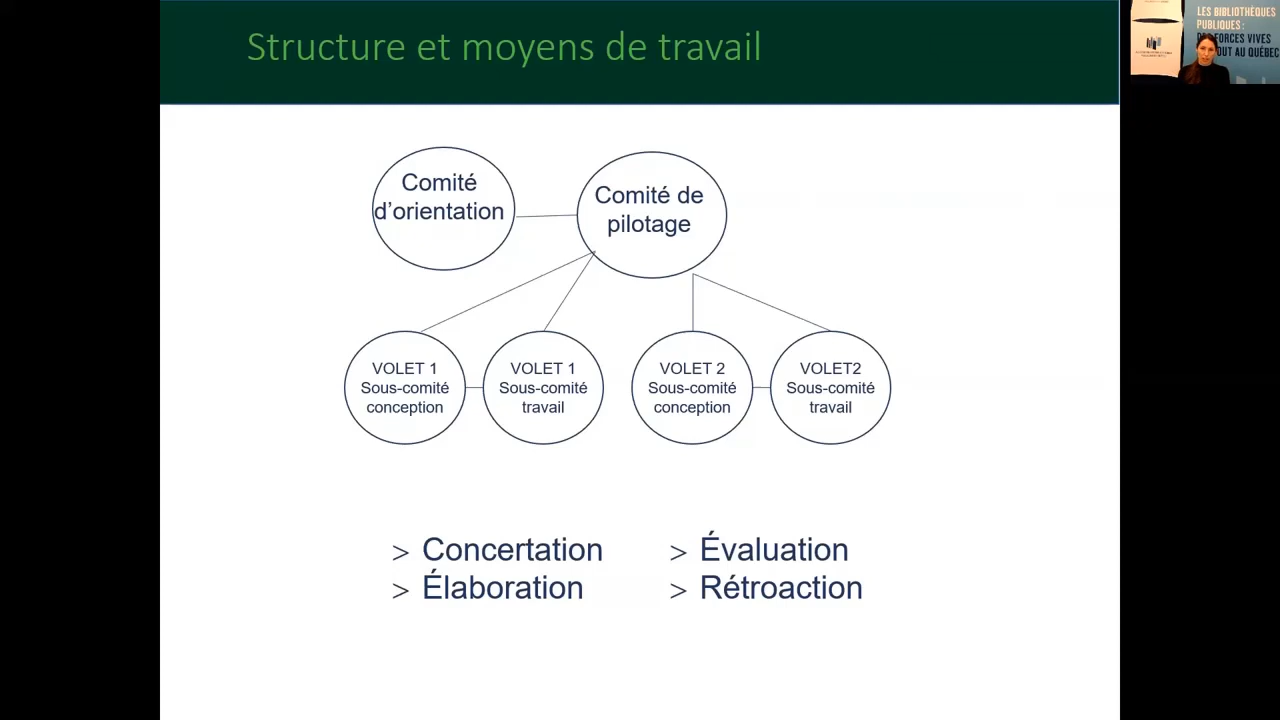 Structure et moyens de travail
Comité
d’orientation
Comité de
pilotage
VOLET 1
Sous-comité
conception
VOLET 1
Sous-comité
travail
VOLET 2
Sous-comité
conception
VOLET2
Sous-comité
travail
> Concertation
> Élaboration
> Évaluation
> Rétroaction
LES BIBLIOTHÈQUES
PUBLIQUES :
FORCES VIVES
AU QUÉBEC